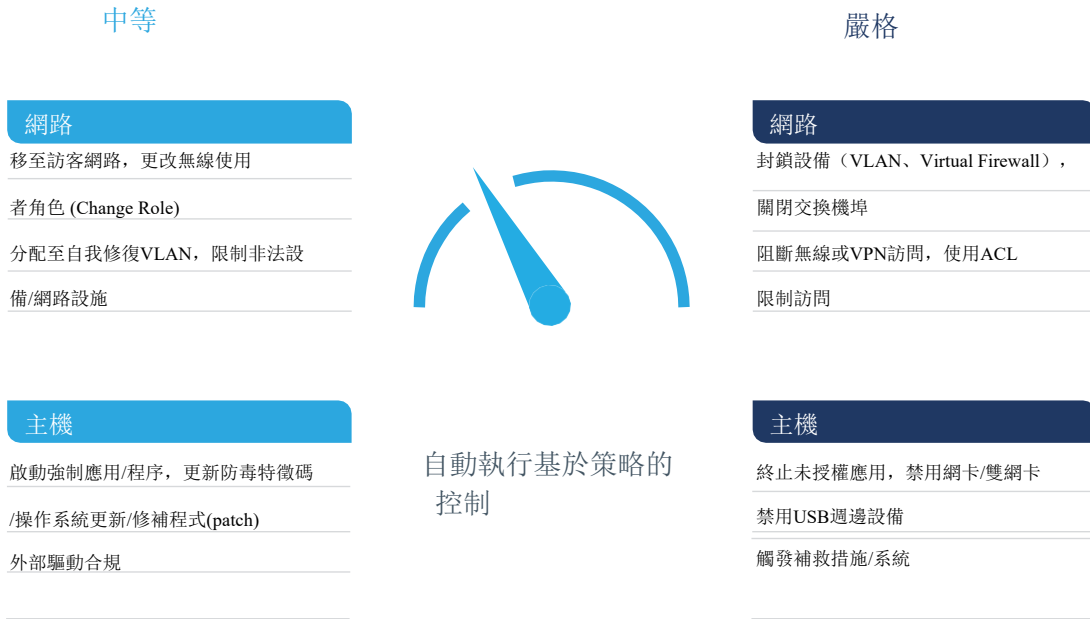 中等
嚴格
網路
移至訪客網路，更改無線使用
者角色 (Change Role)
分配至自我修復VLAN，限制非法設
備/網路設施
網路
封鎖設備（VLAN、Virtual Firewall），
關閉交換機埠
阻斷無線或VPN訪問，使用ACL
限制訪問
主機
啟動強制應用/程序，更新防毒特徵碼
/操作系統更新/修補程式(patch)
外部驅動合規
自動執行基於策略的
控制
主機
終止未授權應用，禁用網卡/雙網卡
禁用USB週邊設備
觸發補救措施/系統